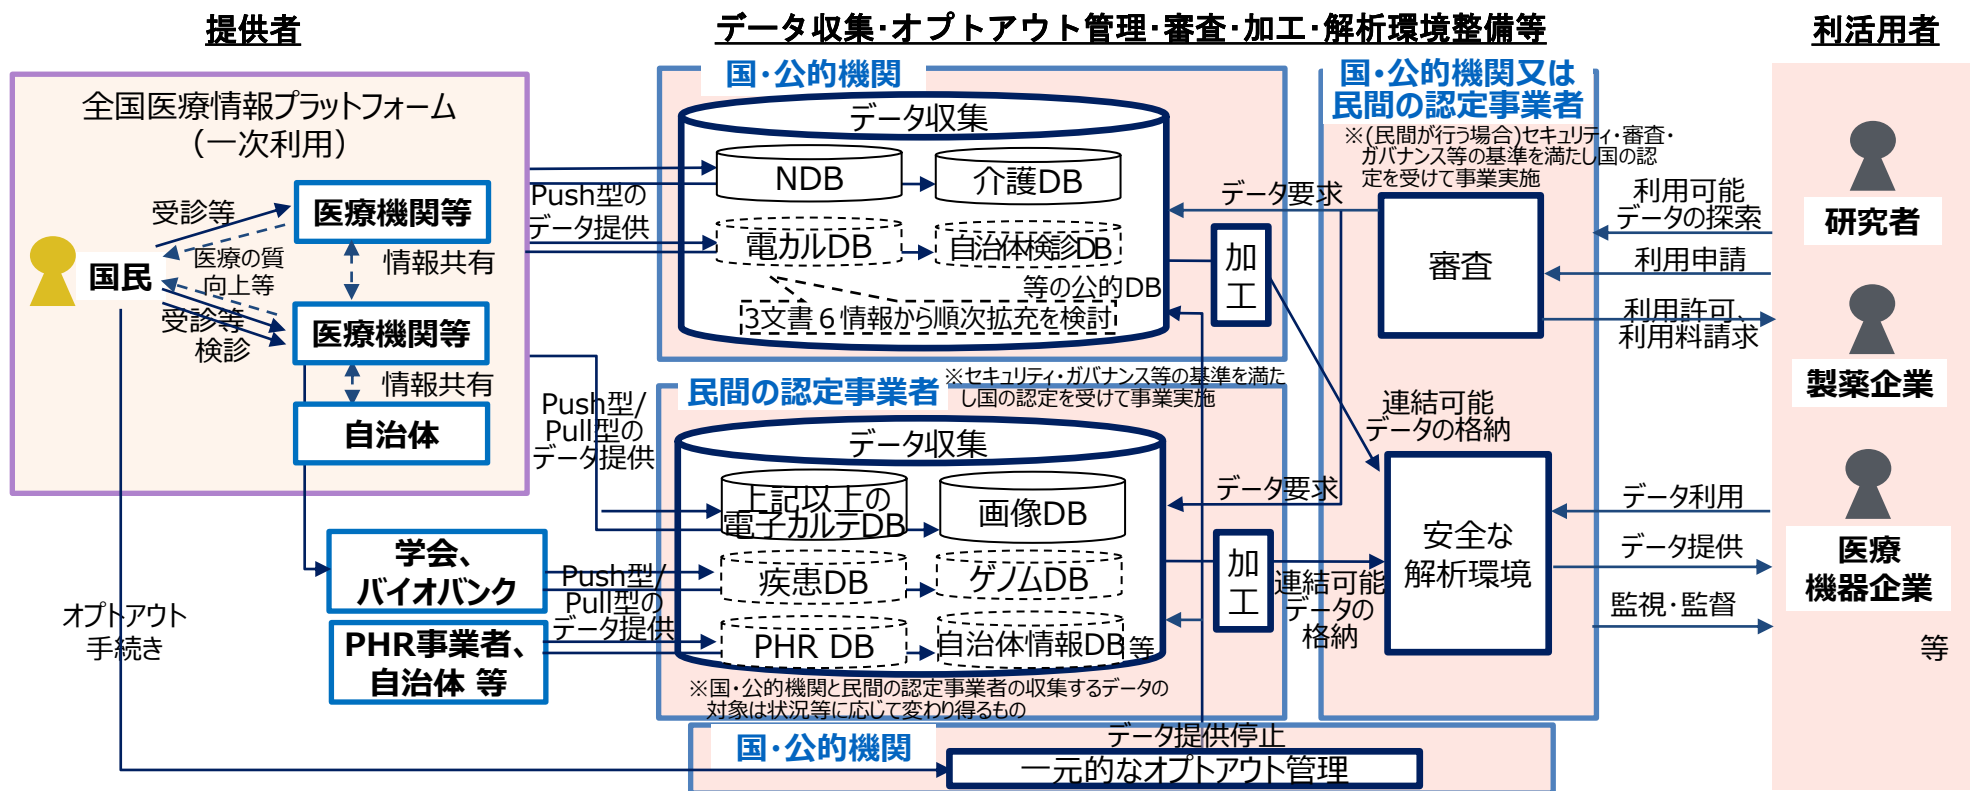 提供者
データ収集・オプトアウト管理・審査・加工・解析環境整備等
利活用者
全国医療情報プラットフォーム
（一次利用）
受診等
医療機関等
国民
医療の質
向上等
情報共有
受診等
検診
医療機関等
情報共有
自治体
学会、
バイオバンク
PHR事業者、
自治体 等
オプトアウト
手続き
Push型の
データ提供
Push型/
Pull型の
データ提供
Push型/
Pull型の
データ提供
国・公的機関
データ収集
NDB
介護DB
電カルDB
自治体検診DB
等の公的DB
3文書６情報から順次拡充を検討
加
工
民間の認定事業者
※セキュリティ・ガバナンス等の基準を満た
し国の認定を受けて事業実施
データ収集
上記以上の
電子カルテDB
画像DB
疾患DB
ゲノムDB
PHR DB
自治体情報DB
等
加
工
※国・公的機関と民間の認定事業者の収集するデータの
対象は状況等に応じて変わり得るもの
国・公的機関
データ提供停止
一元的なオプトアウト管理
国・公的機関又は
民間の認定事業者
※(民間が行う場合)セキュリティ・審査・
ガバナンス等の基準を満たし国の認
定を受けて事業実施
データ要求
審査
連結可能
データの格納
データ要求
安全な
解析環境
連結可能
データの
格納
利用可能
データの探索
利用申請
利用許可、
利用料請求
データ利用
データ提供
監視・監督
研究者
製薬企業
医療
機器企業
等